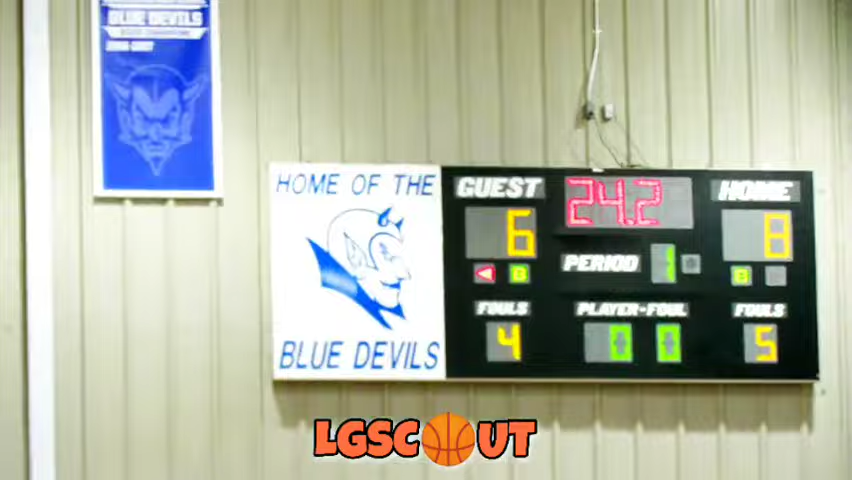 BLUE DEVILS
HOME OF THE
BLUE DEVILS
GUEST 24.2 HOME
6 8
PERIOD 1
B B
FOULS PLAYER-FOUL FOULS
4 0 0 5
LGSCOUT